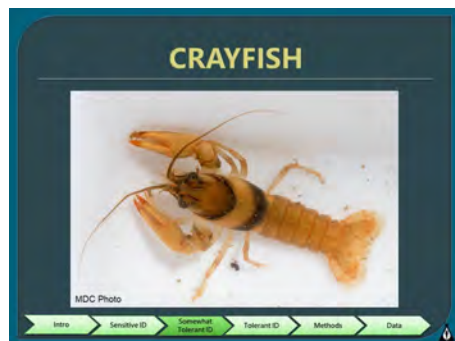 CRAYFISH
MDC Photo
Intro
Sensitive ID
Somewhat
Tolerant ID
Tolerant ID
Methods
Data